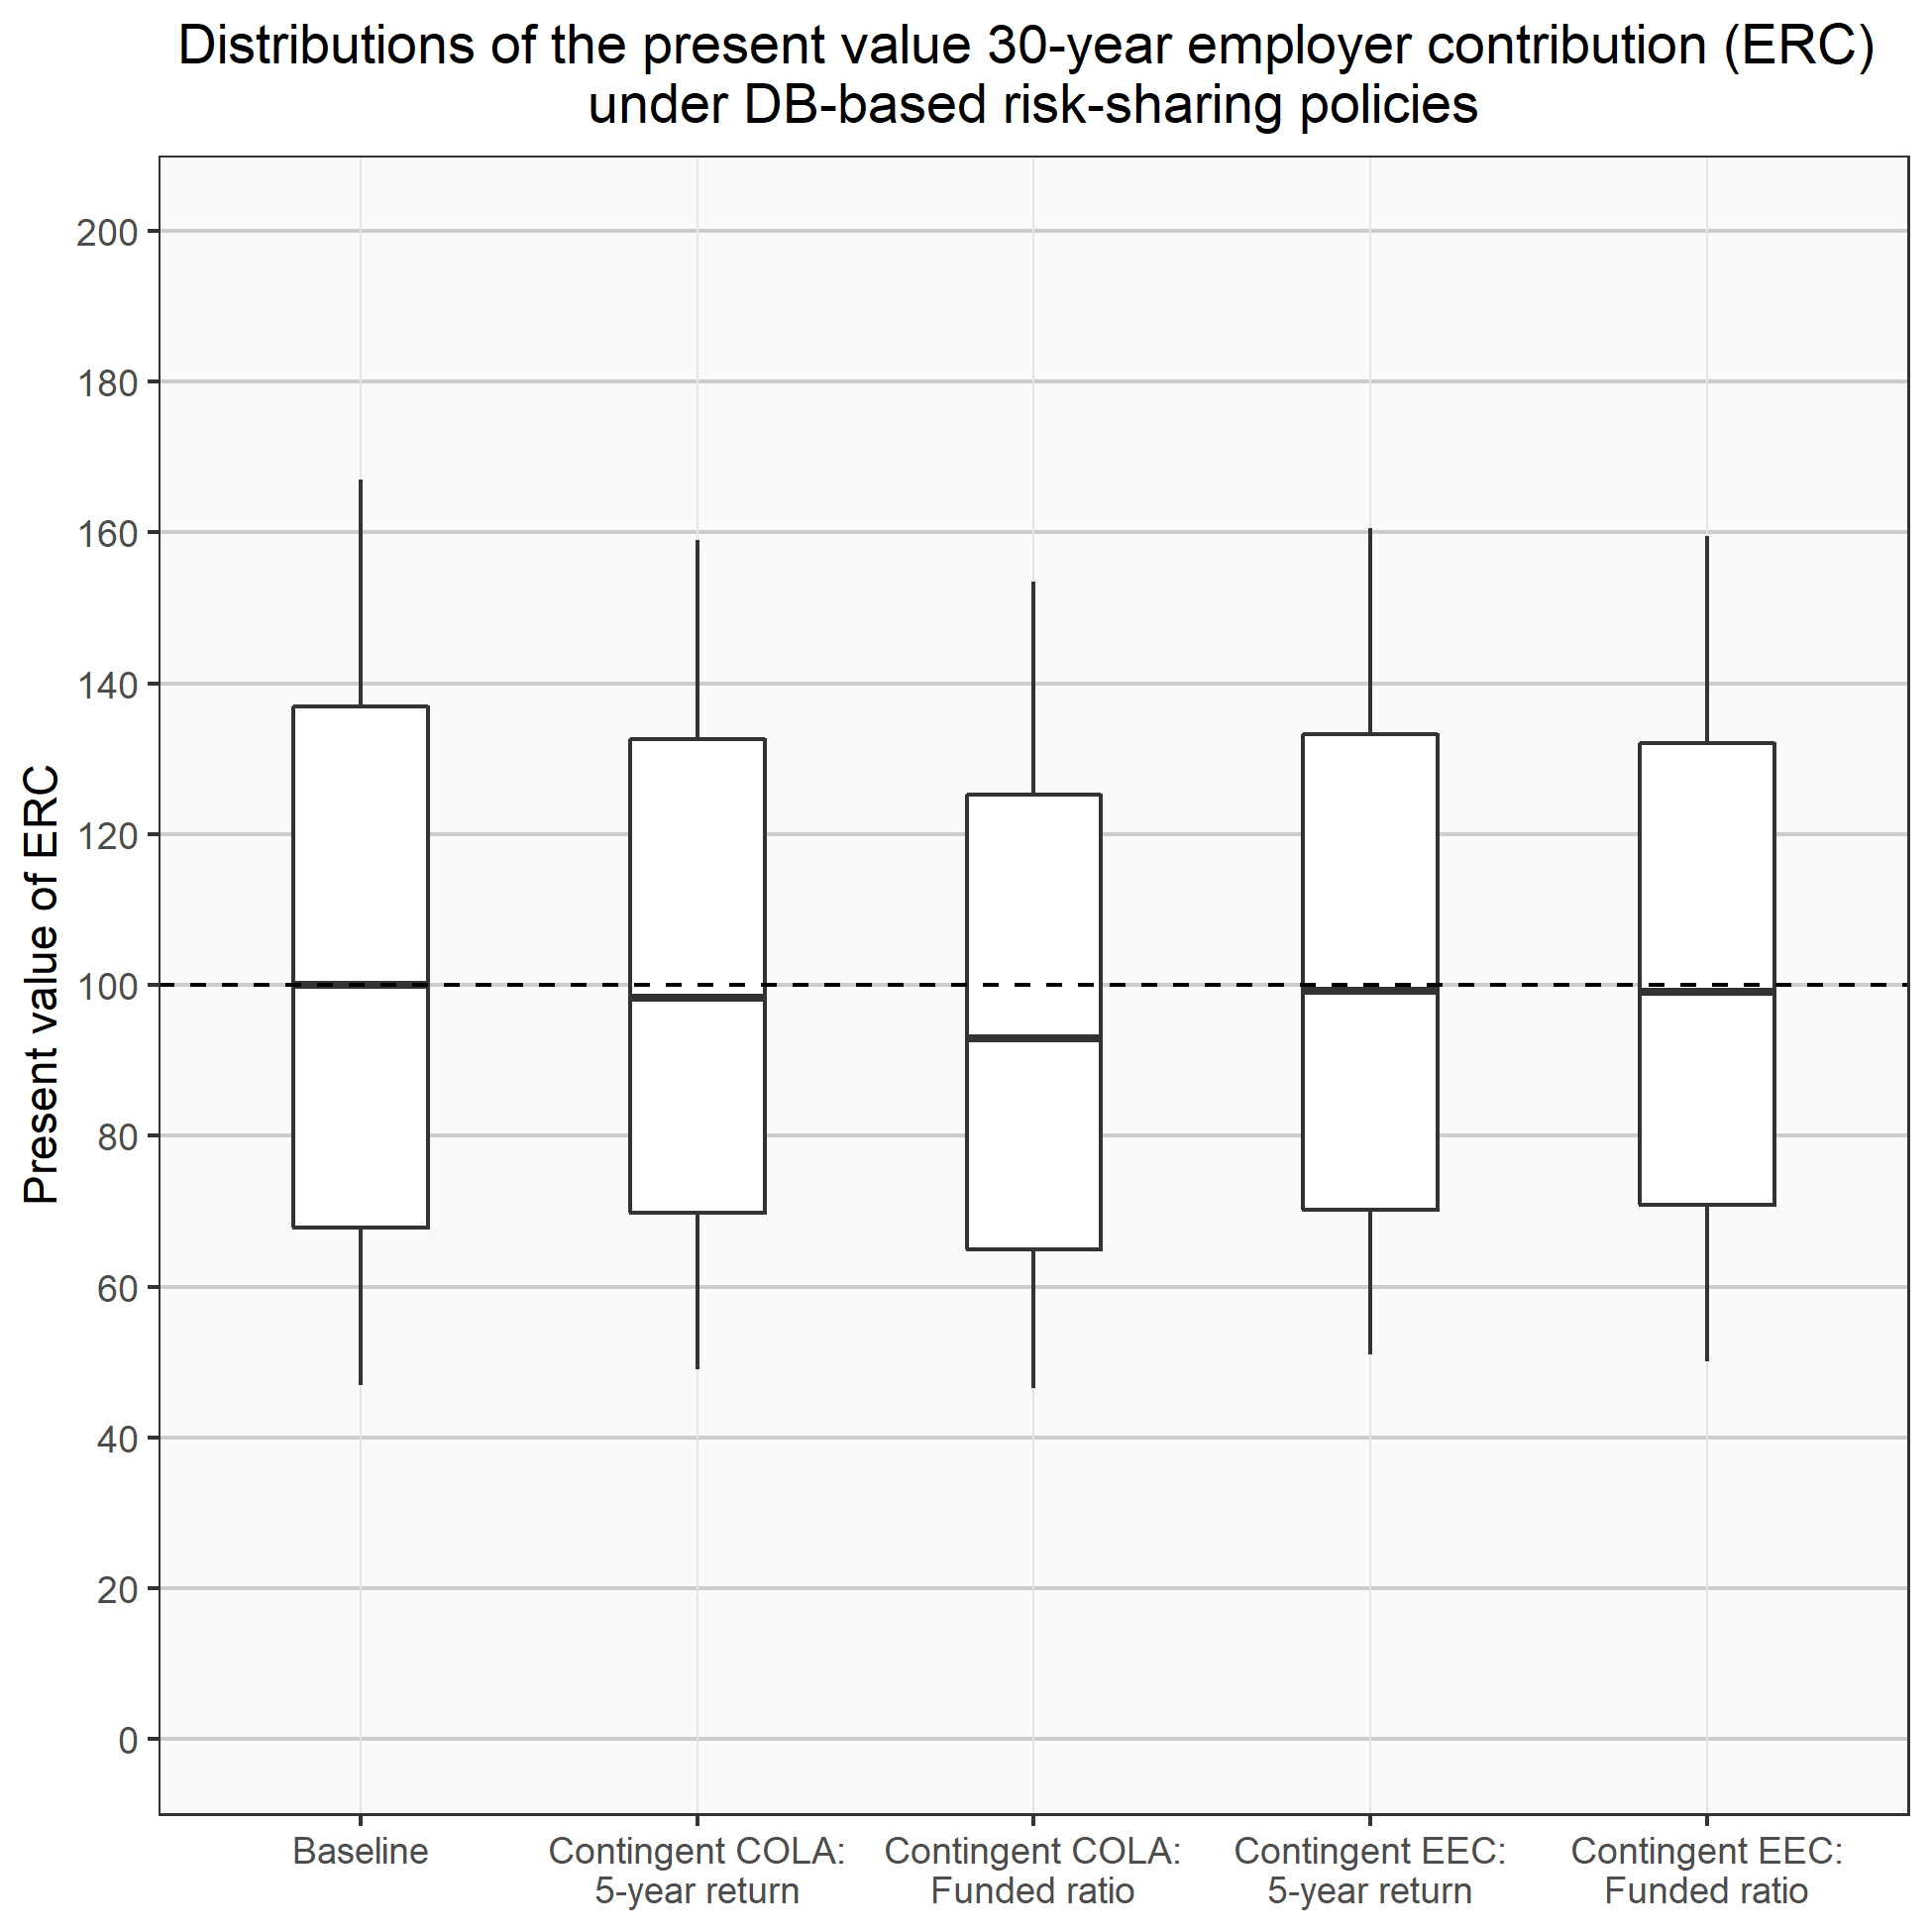 Distributions of the present value 30-year employer contribution (ERC)
under DB-based risk-sharing policies
Present value of ERC
200
180
160
140
120
100
80
60
40
20
0
Baseline
Contingent COLA:
5-year return
Contingent COLA:
Funded ratio
Contingent EEC:
5-year return
Contingent EEC:
Funded ratio